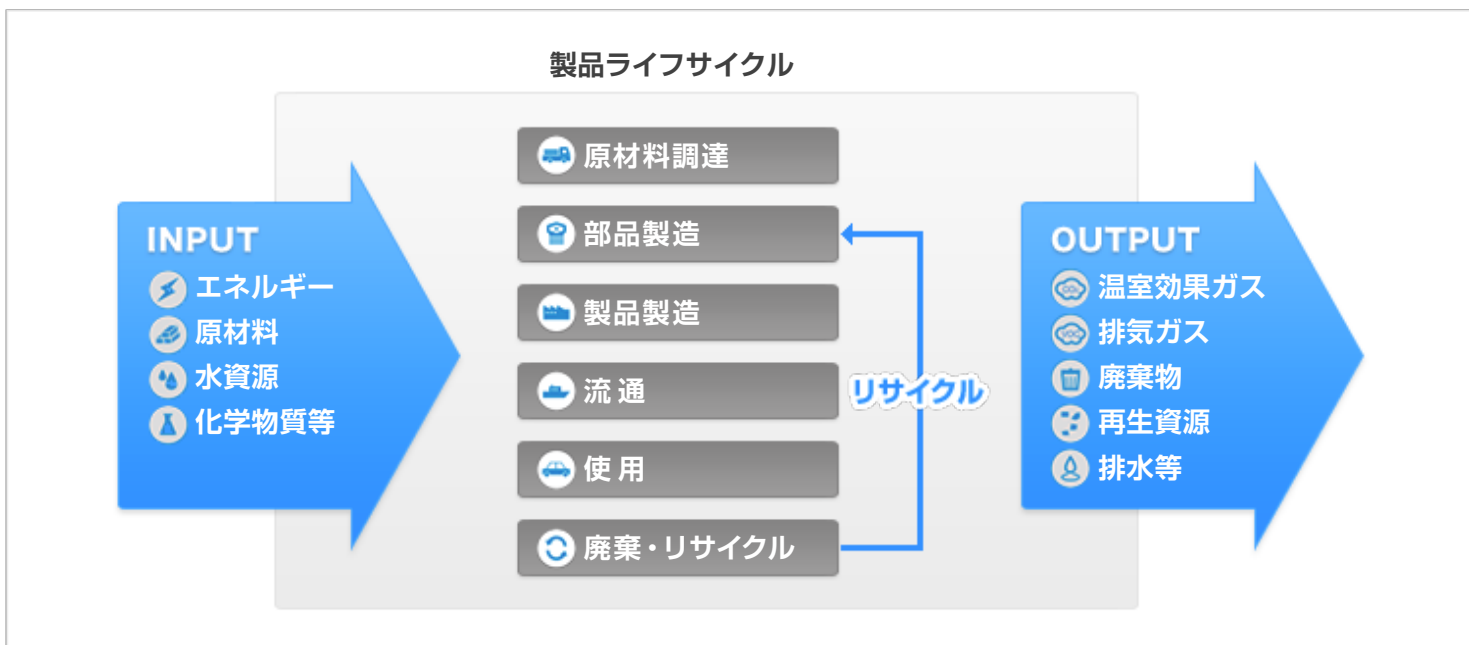 製品ライフサイクル
INPUT
エネルギー
原材料
水資源
化学物質等
原材料調達
部品製造
製品製造
流通
使用
廃棄・リサイクル
リサイクル
OUTPUT
温室効果ガス
排気ガス
廃棄物
再生資源
排水等